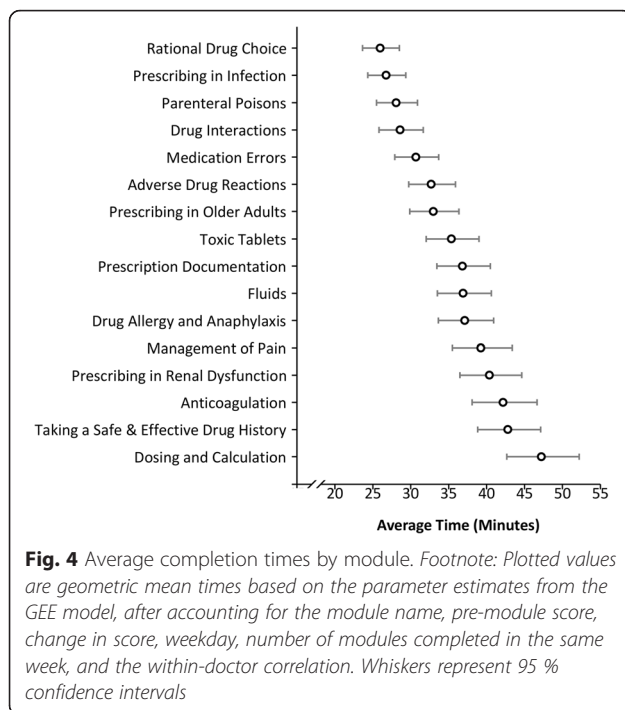 Rational Drug Choice
Prescribing in Infection
Parenteral Poisons
Drug Interactions
Medication Errors
Adverse Drug Reactions
Prescribing in Older Adults
Toxic Tablets
Prescription Documentation
Fluids
Drug Allergy and Anaphylaxis
Management of Pain
Prescribing in Renal Dysfunction
Anticoagulation
Taking a Safe & Effective Drug History
Dosing and Calculation
20 25 30 35 40 45 50 55
Average Time (Minutes)
Fig. 4 Average completion times by module. Footnote: Plotted values
are geometric mean times based on the parameter estimates from the
GEE model, after accounting for the module name, pre-module score,
change in score, weekday, number of modules completed in the same
week, and the within-doctor correlation. Whiskers represent 95 %
confidence intervals